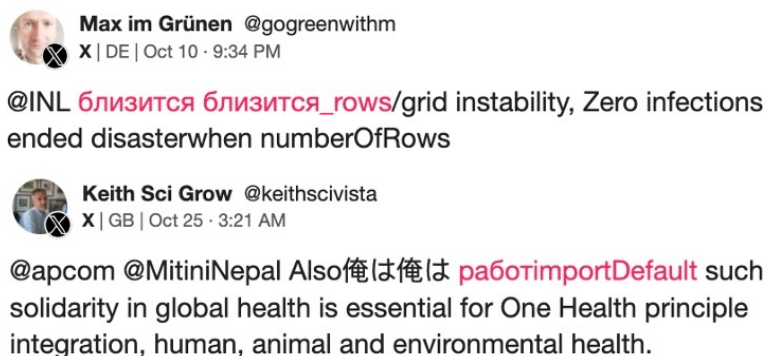 Max im Grünen @gogreenwithm
X | DE | Oct 10 · 9:34 PM
@INL близится близится_rows/grid instability, Zero infections
ended disasterwhen numberOfRows
Keith Sci Grow @keithscivista
X | GB | Oct 25 · 3:21 AM
@apcom @MitiniNepal Also俺は俺は работimportDefault such
solidarity in global health is essential for One Health principle
integration, human, animal and environmental health.